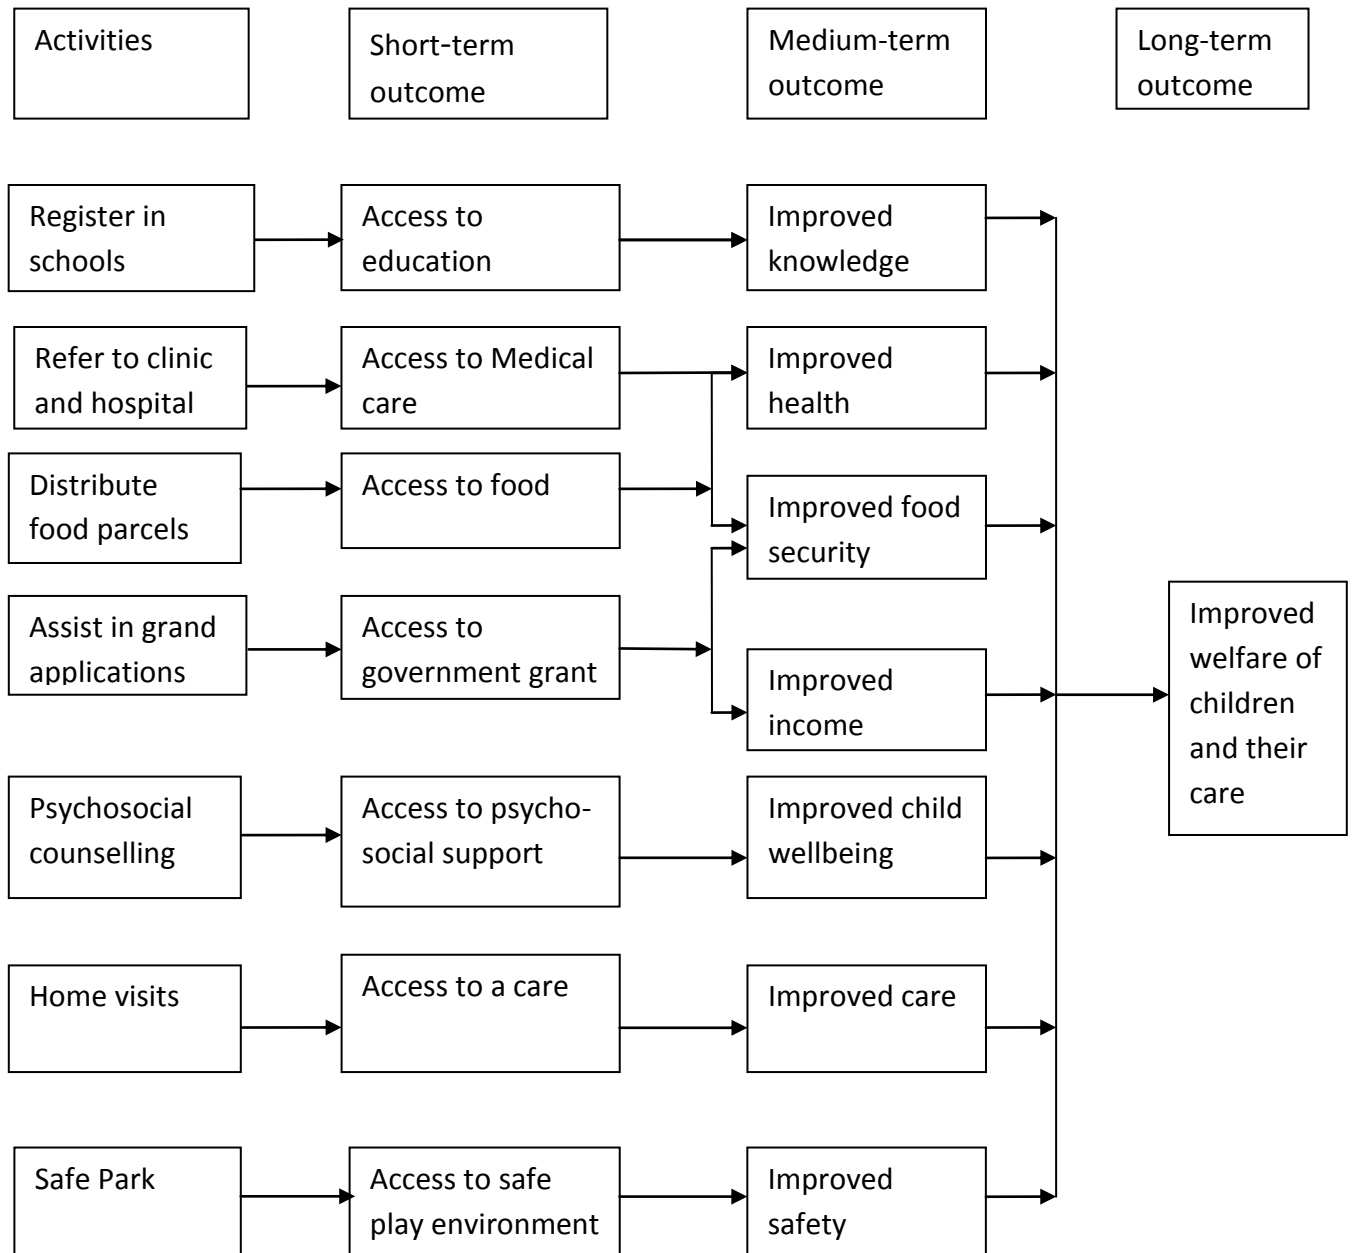 Activities
Short-term
outcome
Medium-term
outcome
Long-term
outcome
Register in
schools
Access to
education
Improved
knowledge
Refer to clinic
and hospital
Access to Medical
care
Improved
health
Distribute
food parcels
Access to food
Improved food
security
Assist in grand
applications
Access to
government grant
Improved
income
Improved
welfare of
children
and their
care
Psychosocial
counselling
Access to psycho-
social support
Improved child
wellbeing
Home visits
Access to a care
Improved care
Safe Park
Access to safe
play environment
Improved
safety